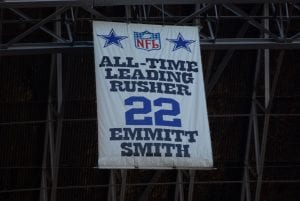 NFL
ALL-TIME
LEADING
RUSHER
22
EMMITT
SMITH